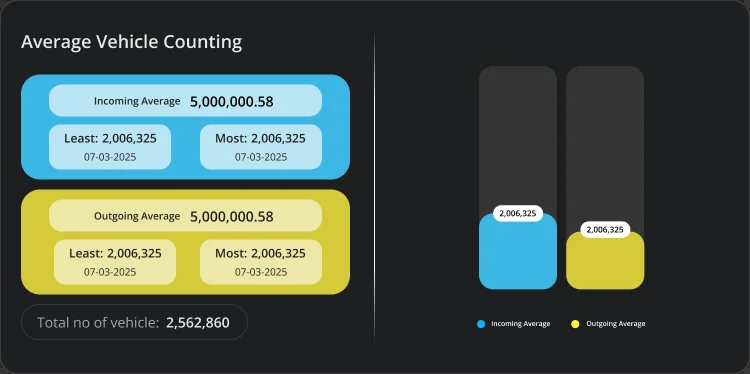 Average Vehicle Counting
Incoming Average 5,000,000.58
Least: 2,006,325 Most: 2,006,325
07-03-2025 07-03-2025
Outgoing Average 5,000,000.58
Least: 2,006,325 Most: 2,006,325
07-03-2025 07-03-2025
Total no of vehicle: 2,562,860
2,006,325
2,006,325
Incoming Average Outgoing Average